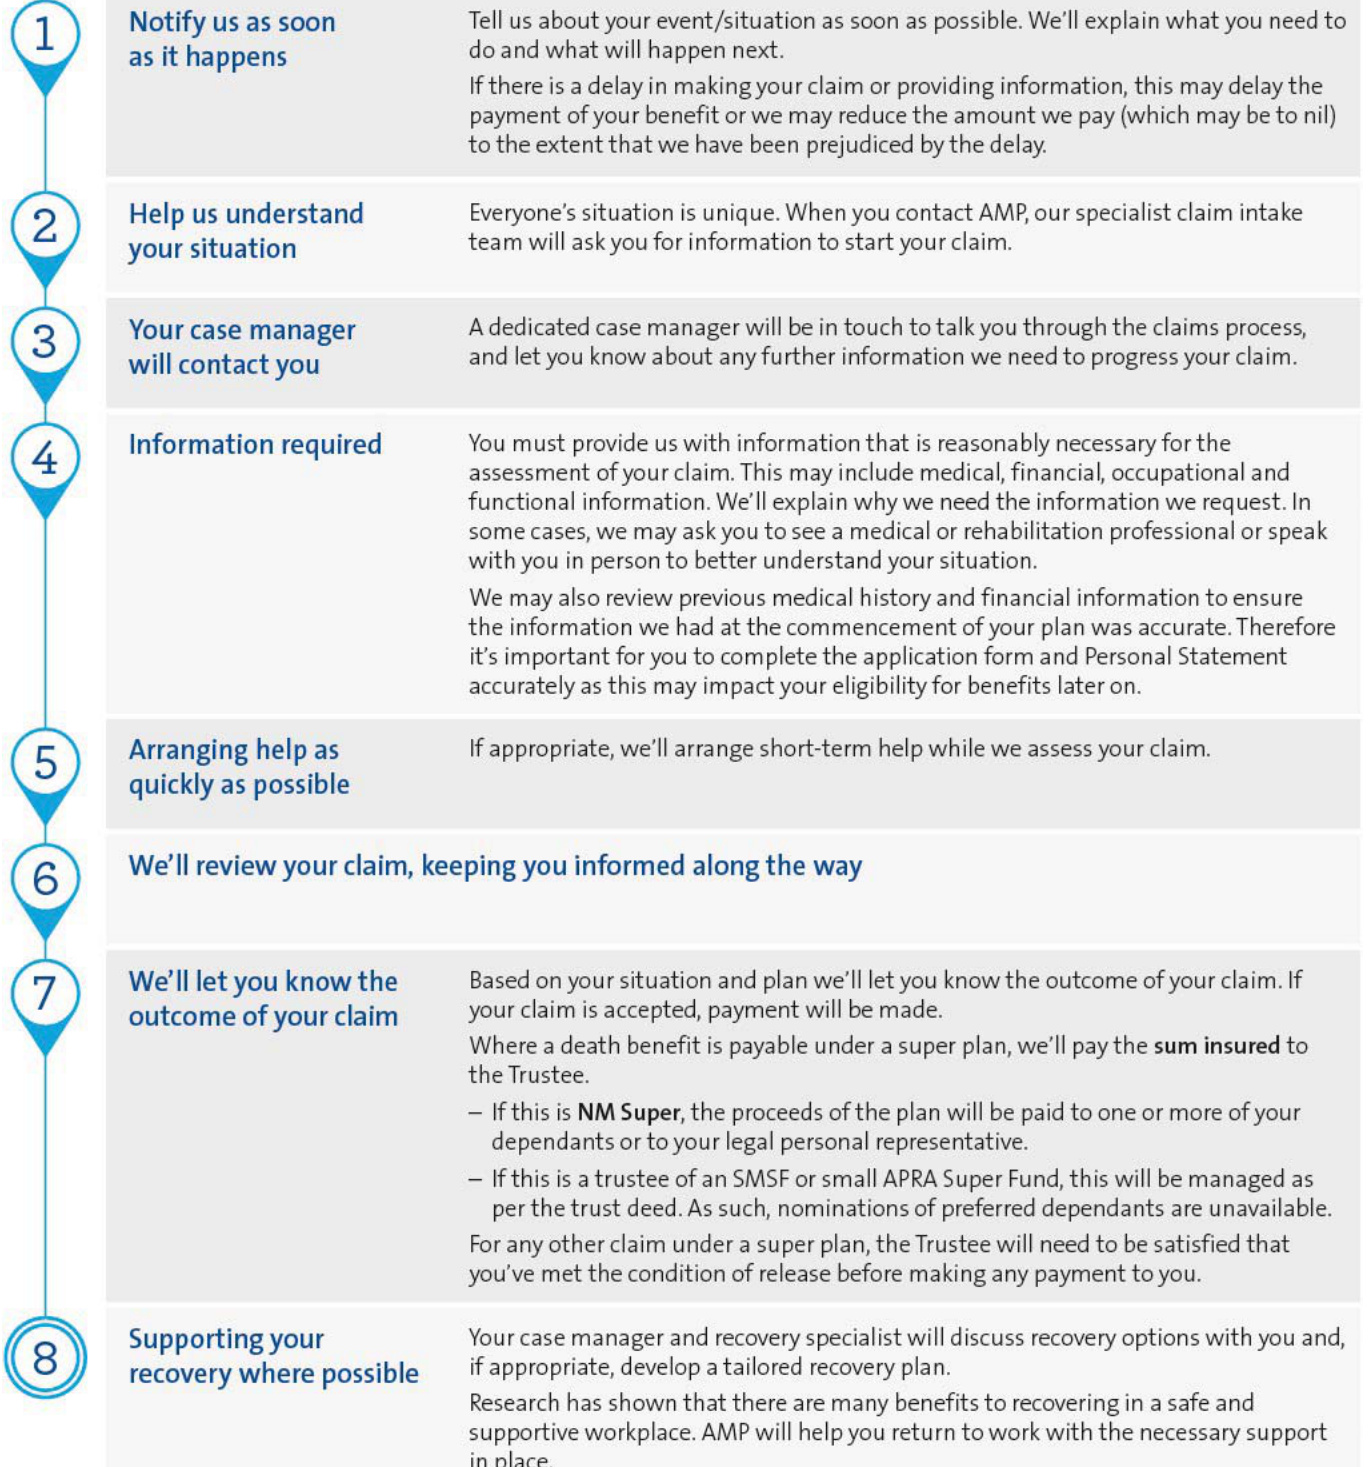 1
Notify us as soon
as it happens
Tell us about your event/situation as soon as possible. We'll explain what you need to
do and what will happen next.
If there is a delay in making your claim or providing information, this may delay the
payment of your benefit or we may reduce the amount we pay (which may be to nil)
to the extent that we have been prejudiced by the delay.
2
Help us understand
your situation
Everyone's situation is unique. When you contact AMP, our specialist claim intake
team will ask you for information to start your claim.
3
Your case manager
will contact you
A dedicated case manager will be in touch to talk you through the claims process,
and let you know about any further information we need to progress your claim.
4
Information required
You must provide us with information that is reasonably necessary for the
assessment of your claim. This may include medical, financial, occupational and
functional information. We'll explain why we need the information we request. In
some cases, we may ask you to see a medical or rehabilitation professional or speak
with you in person to better understand your situation.
We may also review previous medical history and financial information to ensure
the information we had at the commencement of your plan was accurate. Therefore
it's important for you to complete the application form and Personal Statement
accurately as this may impact your eligibility for benefits later on.
5
Arranging help as
quickly as possible
If appropriate, we'll arrange short-term help while we assess your claim.
6
We'll review your claim, keeping you informed along the way
7
We'll let you know the
outcome of your claim
Based on your situation and plan we'll let you know the outcome of your claim. If
your claim is accepted, payment will be made.
Where a death benefit is payable under a super plan, we'll pay the sum insured to
the Trustee.
– If this is NM Super, the proceeds of the plan will be paid to one or more of your
dependants or to your legal personal representative.
– If this is a trustee of an SMSF or small APRA Super Fund, this will be managed as
per the trust deed. As such, nominations of preferred dependants are unavailable.
For any other claim under a super plan, the Trustee will need to be satisfied that
you've met the condition of release before making any payment to you.
8
Supporting your
recovery where possible
Your case manager and recovery specialist will discuss recovery options with you and,
if appropriate, develop a tailored recovery plan.
Research has shown that there are many benefits to recovering in a safe and
supportive workplace. AMP will help you return to work with the necessary support
in place.